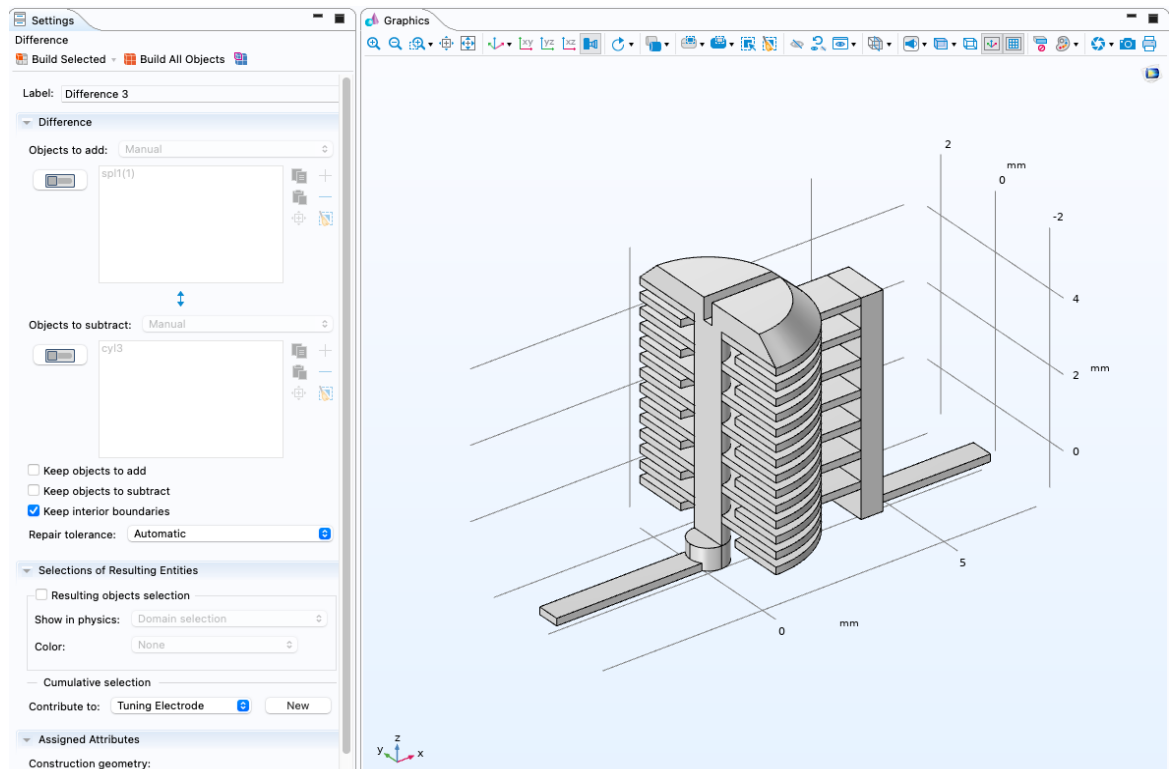 Settings
Difference
Build Selected Build All Objects
Label: Difference 3
Difference
Objects to add: Manual
spl1(1)
Objects to subtract: Manual
cyl3
Keep objects to add
Keep objects to subtract
Keep interior boundaries
Repair tolerance: Automatic
Selections of Resulting Entities
Resulting objects selection
Show in physics: Domain selection
Color: None
Cumulative selection
Contribute to: Tuning Electrode New
Assigned Attributes
Construction geometry:
Graphics
xy yz xz
2
mm
0
-2
4
2 mm
0
5
0 mm
z
y x